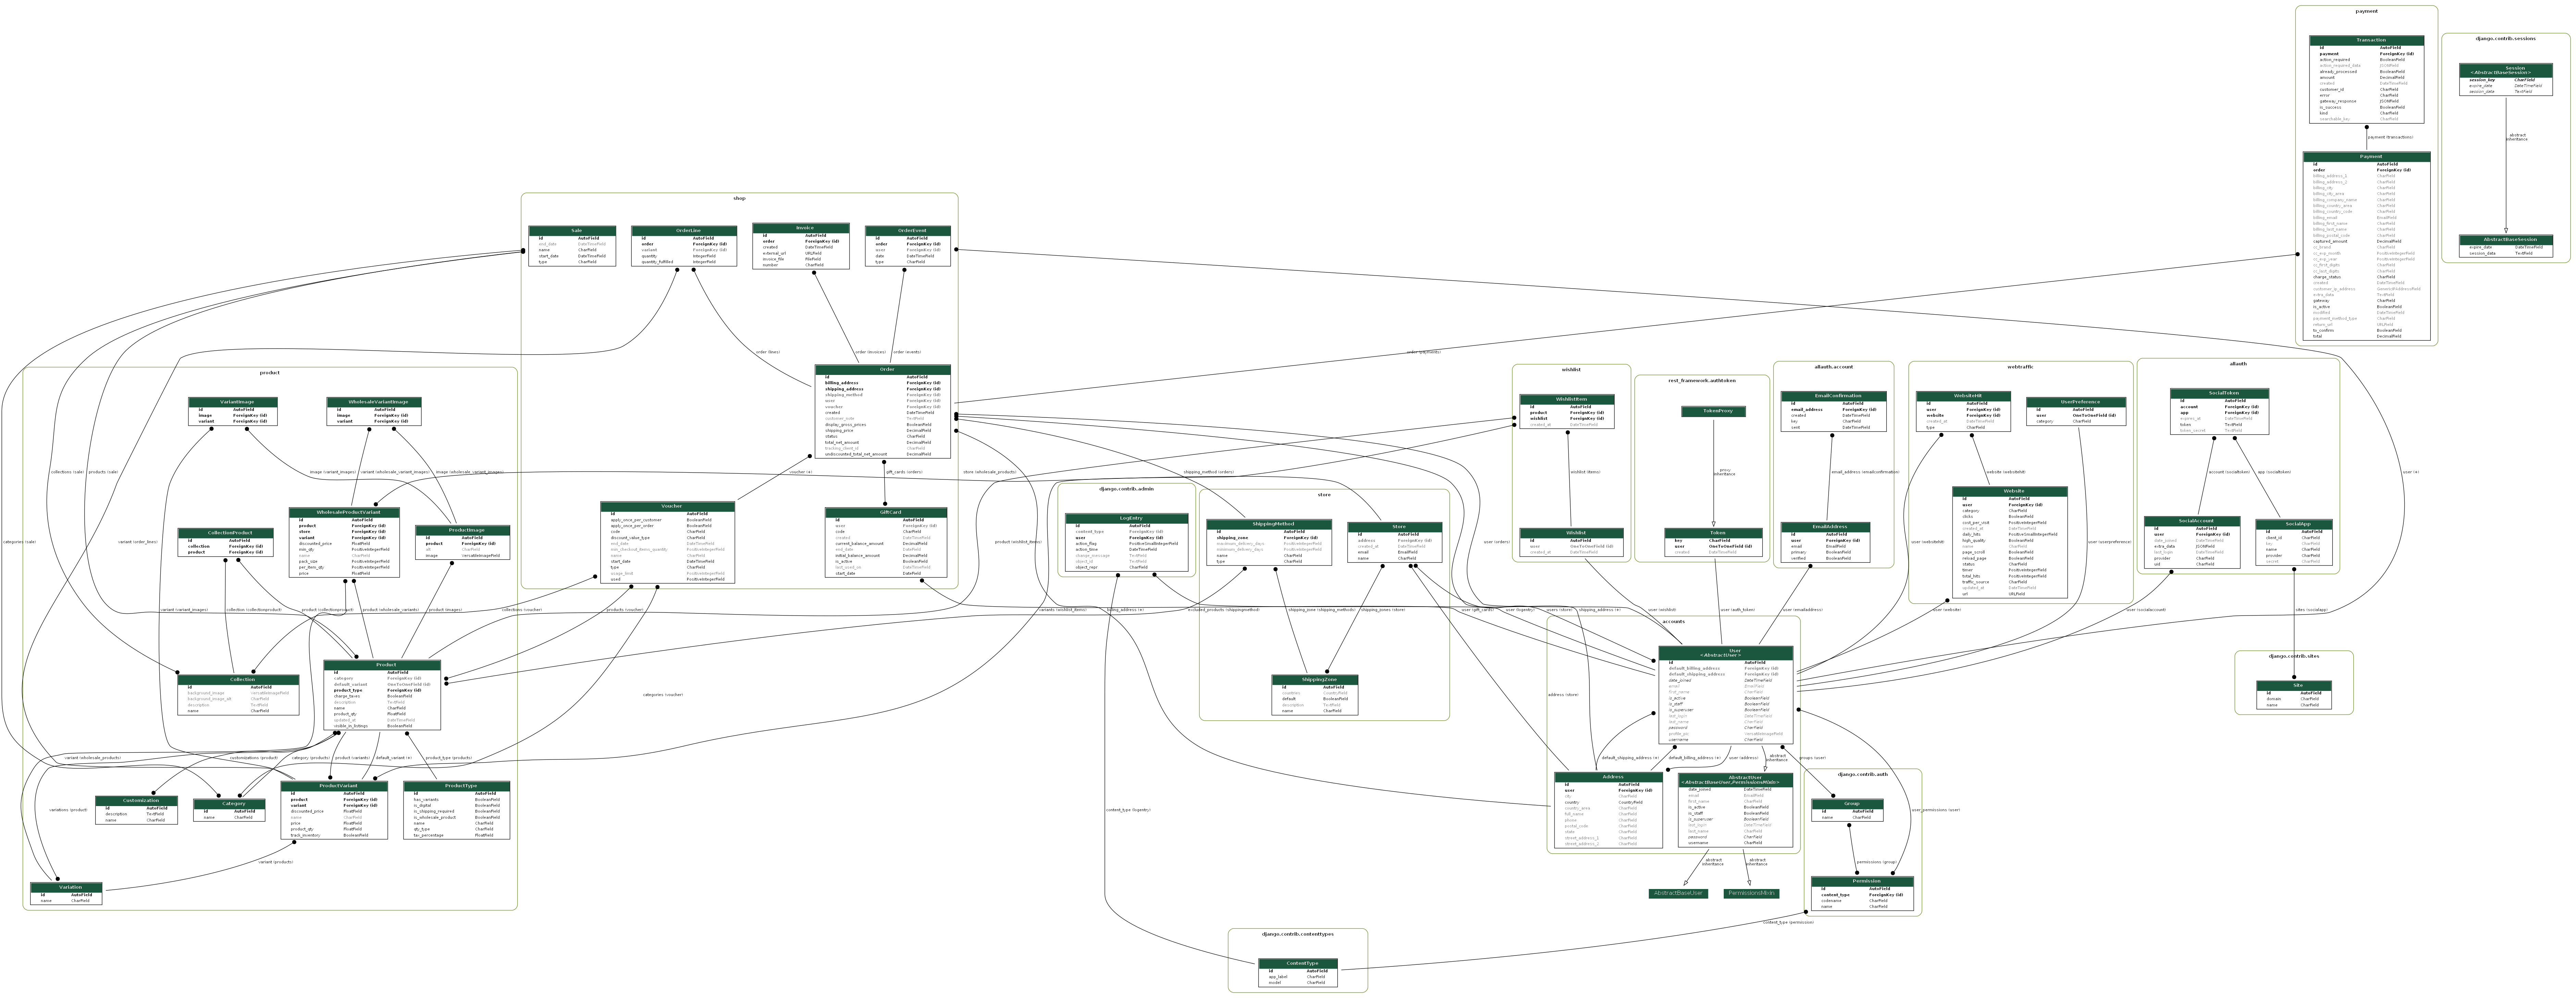 payment
Transaction
id AutoField
payment ForeignKey (id)
action_required BooleanField
action_required_data JSONField
already_processed BooleanField
amount DecimalField
created DateTimeField
customer_id CharField
error CharField
gateway_response JSONField
is_success BooleanField
kind CharField
searchable_key CharField
payment (transactions)
Payment
id AutoField
order ForeignKey (id)
billing_address_1 CharField
billing_address_2 CharField
billing_city CharField
billing_city_area CharField
billing_company_name CharField
billing_country_area CharField
billing_country_code CharField
billing_email EmailField
billing_first_name CharField
billing_last_name CharField
billing_postal_code CharField
captured_amount DecimalField
cc_brand CharField
cc_exp_month PositiveIntegerField
cc_exp_year PositiveIntegerField
cc_first_digits CharField
cc_last_digits CharField
charge_status CharField
created DateTimeField
customer_ip_address GenericIPAddressField
extra_data TextField
gateway CharField
is_active BooleanField
modified DateTimeField
payment_method_type CharField
return_url URLField
to_confirm BooleanField
total DecimalField
django.contrib.sessions
Session
<AbstractBaseSession>
session_key CharField
expire_date DateTimeField
session_data TextField
abstract
inheritance
AbstractBaseSession
expire_date DateTimeField
session_data TextField
shop
Sale
id AutoField
end_date DateTimeField
name CharField
start_date DateTimeField
type CharField
OrderLine
id AutoField
order ForeignKey (id)
variant ForeignKey (id)
quantity IntegerField
quantity_fulfilled IntegerField
Invoice
id AutoField
order ForeignKey (id)
created DateTimeField
external_url URLField
invoice_file FileField
number CharField
OrderEvent
id AutoField
order ForeignKey (id)
user ForeignKey (id)
date DateTimeField
type CharField
order (lines)
order (invoices)
order (events)
order (payments)
Order
id AutoField
billing_address ForeignKey (id)
shipping_address ForeignKey (id)
shipping_method ForeignKey (id)
user ForeignKey (id)
voucher ForeignKey (id)
created DateTimeField
customer_note TextField
display_gross_prices BooleanField
shipping_price DecimalField
status CharField
total_net_amount DecimalField
tracking_client_id CharField
undiscounted_total_net_amount DecimalField
voucher (+)
gift_cards (orders)
Voucher
id AutoField
apply_once_per_customer BooleanField
apply_once_per_order BooleanField
code CharField
discount_value_type CharField
end_date DateTimeField
min_checkout_items_quantity PositiveIntegerField
name CharField
start_date DateTimeField
type CharField
usage_limit PositiveIntegerField
used PositiveIntegerField
GiftCard
id AutoField
user ForeignKey (id)
code CharField
created DateTimeField
current_balance_amount DecimalField
end_date DateField
initial_balance_amount DecimalField
is_active BooleanField
last_used_on DateTimeField
start_date DateField
product
VariantImage
id AutoField
image ForeignKey (id)
variant ForeignKey (id)
WholesaleVariantImage
id AutoField
image ForeignKey (id)
variant ForeignKey (id)
collections (sale)
products (sale)
image (variant_images)
variant (wholesale_variant_images)
image (wholesale_variant_images)
CollectionProduct
id AutoField
collection ForeignKey (id)
product ForeignKey (id)
WholesaleProductVariant
id AutoField
product ForeignKey (id)
store ForeignKey (id)
variant ForeignKey (id)
discounted_price FloatField
min_qty PositiveIntegerField
name CharField
pack_size PositiveIntegerField
per_item_qty PositiveIntegerField
price FloatField
ProductImage
id AutoField
product ForeignKey (id)
alt CharField
image VersatileImageField
categories (sale)
variant (order_lines)
variant (variant_images)
collection (collectionproduct)
product (collectionproduct)
product (wholesale_variants)
product (images)
collections (voucher)
products (voucher)
Collection
id AutoField
background_image VersatileImageField
background_image_alt CharField
description TextField
name CharField
Product
id AutoField
category ForeignKey (id)
default_variant OneToOneField (id)
product_type ForeignKey (id)
charge_taxes BooleanField
description TextField
name CharField
product_qty FloatField
updated_at DateTimeField
visible_in_listings BooleanField
categories (voucher)
variant (wholesale_products)
customizations (product)
category (products)
product (variants)
default_variant (+)
product_type (products)
variations (product)
Customization
id AutoField
description TextField
name CharField
Category
id AutoField
name CharField
ProductVariant
id AutoField
product ForeignKey (id)
variant ForeignKey (id)
discounted_price FloatField
name CharField
price FloatField
product_qty FloatField
track_inventory BooleanField
ProductType
id AutoField
has_variants BooleanField
is_digital BooleanField
is_shipping_required BooleanField
is_wholesale_product BooleanField
name CharField
qty_type CharField
tax_percentage FloatField
variant (products)
Variation
id AutoField
name CharField
store (wholesale_products)
product (wishlist_items)
shipping_method (orders)
django.contrib.admin
LogEntry
id AutoField
content_type ForeignKey (id)
user ForeignKey (id)
action_flag PositiveSmallIntegerField
action_time DateTimeField
change_message TextField
object_id TextField
object_repr CharField
store
ShippingMethod
id AutoField
shipping_zone ForeignKey (id)
maximum_delivery_days PositiveIntegerField
minimum_delivery_days PositiveIntegerField
name CharField
type CharField
Store
id AutoField
address ForeignKey (id)
created_at DateTimeField
email EmailField
name CharField
variants (wishlist_items)
billing_address (+)
excluded_products (shippingmethod)
shipping_zone (shipping_methods)
shipping_zones (store)
user (gift_cards)
user (logentry)
users (store)
shipping_address (+)
user (orders)
ShippingZone
id AutoField
countries CountryField
default BooleanField
description TextField
name CharField
address (store)
wishlist
WishlistItem
id AutoField
product ForeignKey (id)
wishlist ForeignKey (id)
created_at DateTimeField
wishlist (items)
Wishlist
id AutoField
user OneToOneField (id)
created_at DateTimeField
user (wishlist)
rest_framework.authtoken
TokenProxy
proxy
inheritance
Token
key CharField
user OneToOneField (id)
created DateTimeField
user (auth_token)
allauth.account
EmailConfirmation
id AutoField
email_address ForeignKey (id)
created DateTimeField
key CharField
sent DateTimeField
email_address (emailconfirmation)
EmailAddress
id AutoField
user ForeignKey (id)
email EmailField
primary BooleanField
verified BooleanField
user (emailaddress)
webtraffic
WebsiteHit
id AutoField
user ForeignKey (id)
website ForeignKey (id)
created_at DateTimeField
type CharField
UserPreference
id AutoField
user OneToOneField (id)
category CharField
website (websitehit)
user (websitehit)
user (userpreference)
Website
id AutoField
user ForeignKey (id)
category CharField
clicks BooleanField
cost_per_visit PositiveIntegerField
created_at DateTimeField
daily_hits PositiveIntegerField
high_quality BooleanField
name CharField
page_scroll BooleanField
reload_page BooleanField
status CharField
timer PositiveIntegerField
total_hits PositiveIntegerField
traffic_source CharField
updated_at DateTimeField
url URLField
user (website)
allauth
SocialToken
id AutoField
account ForeignKey (id)
app ForeignKey (id)
expires_at DateTimeField
token TextField
token_secret TextField
account (socialtoken)
app (socialtoken)
SocialAccount
id AutoField
user ForeignKey (id)
date_joined DateTimeField
extra_data JSONField
last_login DateTimeField
provider CharField
uid CharField
SocialApp
id AutoField
client_id CharField
key CharField
name CharField
provider CharField
secret CharField
user (socialaccount)
sites (socialapp)
user (+)
django.contrib.sites
Site
id AutoField
domain CharField
name CharField
accounts
User
<AbstractUser>
id AutoField
default_billing_address ForeignKey (id)
default_shipping_address ForeignKey (id)
date_joined DateTimeField
email EmailField
first_name CharField
is_active BooleanField
is_staff BooleanField
is_superuser BooleanField
last_login DateTimeField
last_name CharField
password CharField
profile_pic VersatileImageField
username CharField
default_shipping_address (+)
default_billing_address (+)
user (address)
abstract
inheritance
groups (user)
Address
id AutoField
user ForeignKey (id)
city CharField
country CountryField
country_area CharField
full_name CharField
phone CharField
postal_code CharField
state CharField
street_address_1 CharField
street_address_2 CharField
AbstractUser
<AbstractBaseUser,PermissionsMixin>
date_joined DateTimeField
email EmailField
first_name CharField
is_active BooleanField
is_staff BooleanField
is_superuser BooleanField
last_login DateTimeField
last_name CharField
password CharField
username CharField
abstract
inheritance
abstract
inheritance
AbstractBaseUser
PermissionsMixin
django.contrib.auth
Group
id AutoField
name CharField
user_permissions (user)
permissions (group)
Permission
id AutoField
content_type ForeignKey (id)
codename CharField
name CharField
content_type (logentry)
content_type (permission)
django.contrib.contenttypes
ContentType
id AutoField
app_label CharField
model CharField